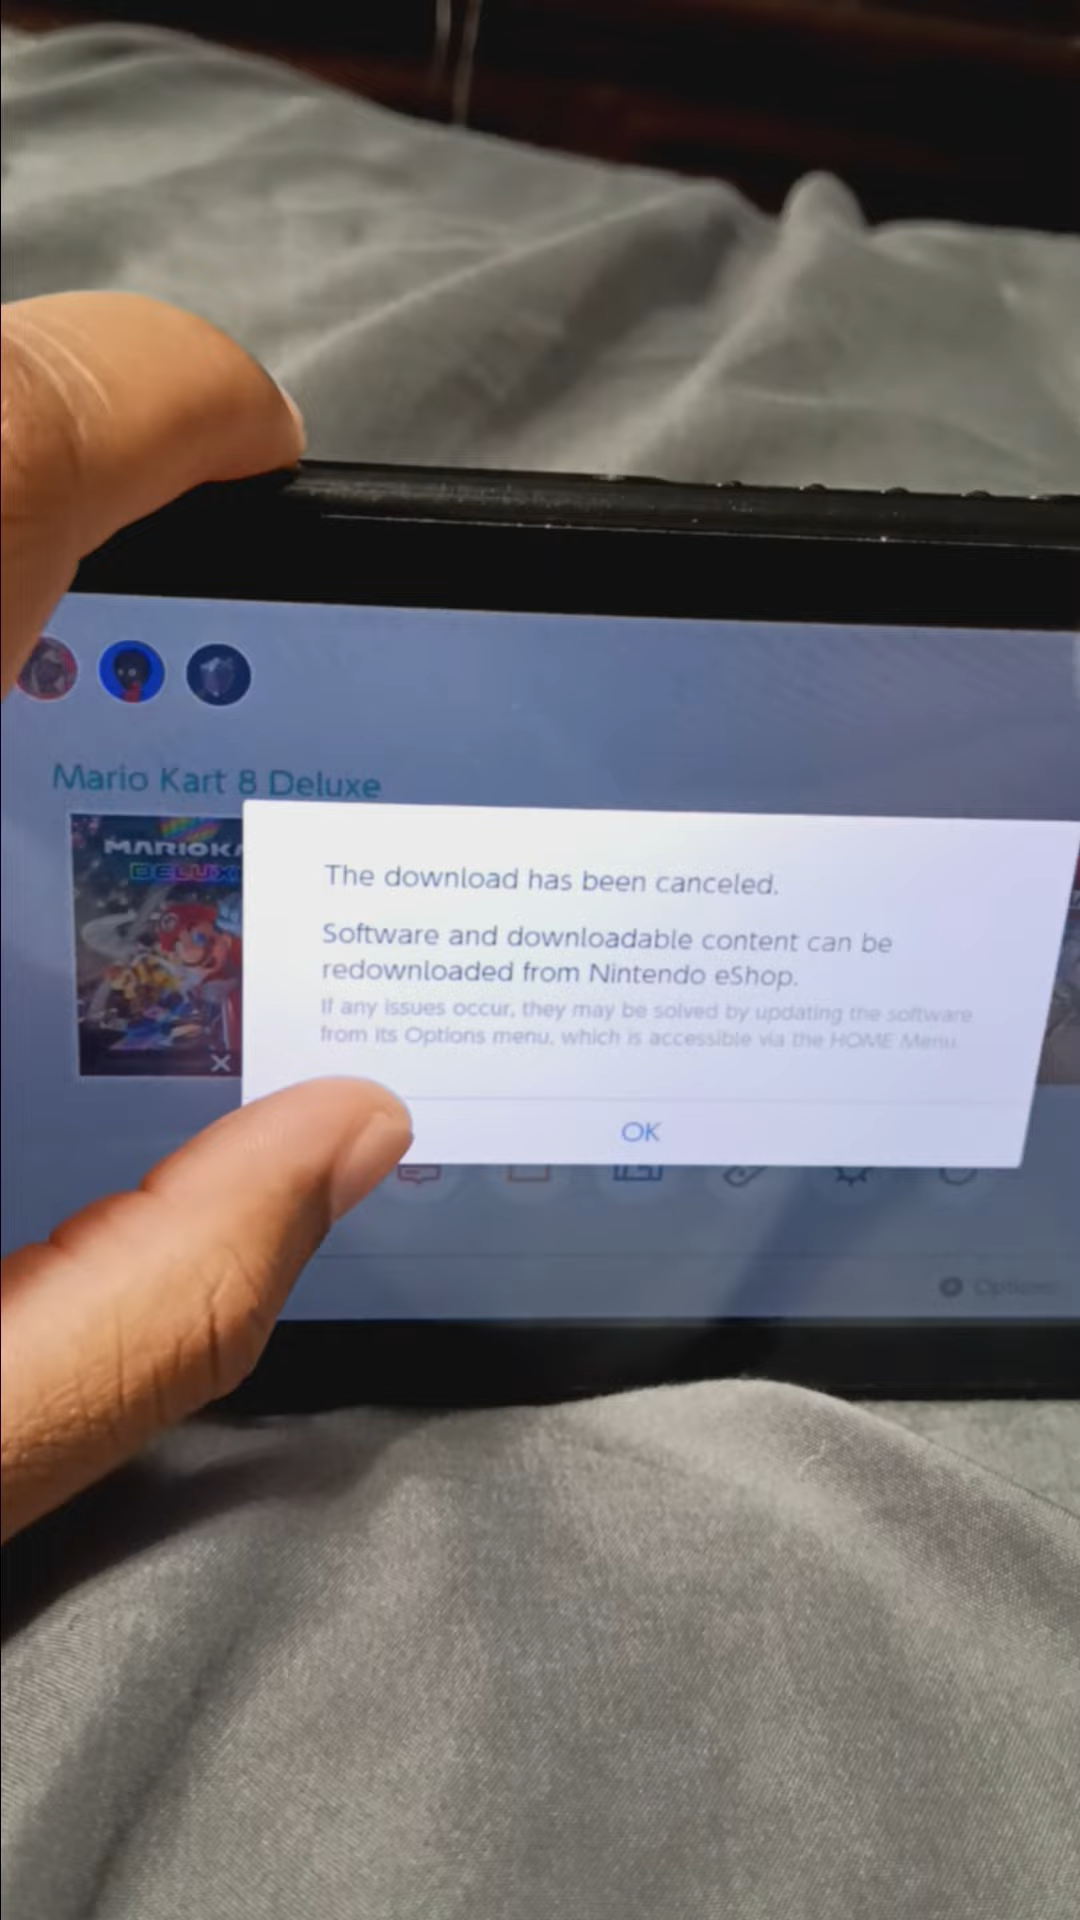 Mario Kart 8 Deluxe
MARIOKA
DELUX
The download has been canceled.
Software and downloadable content can be
redownloaded from Nintendo eShop.
If any issues occur, they may be solved by updating the software
from its Options menu, which is accessible via the HOME Menu.
OK
Options